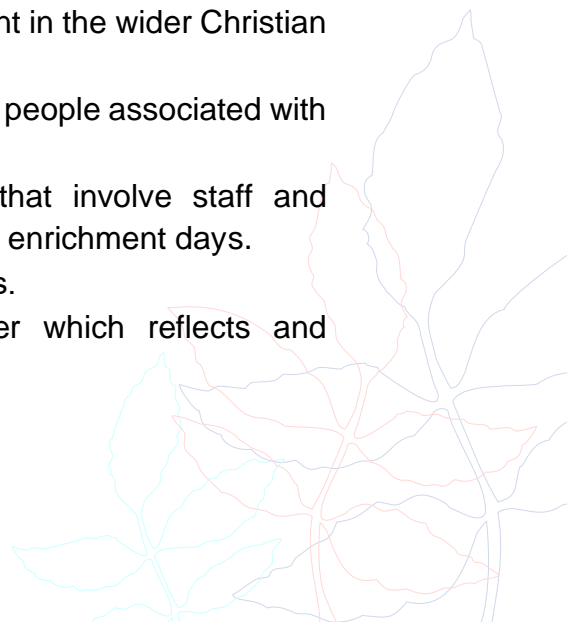 nt in the wider Christian
people associated with
that involve staff and
enrichment days.
s.
er which reflects and